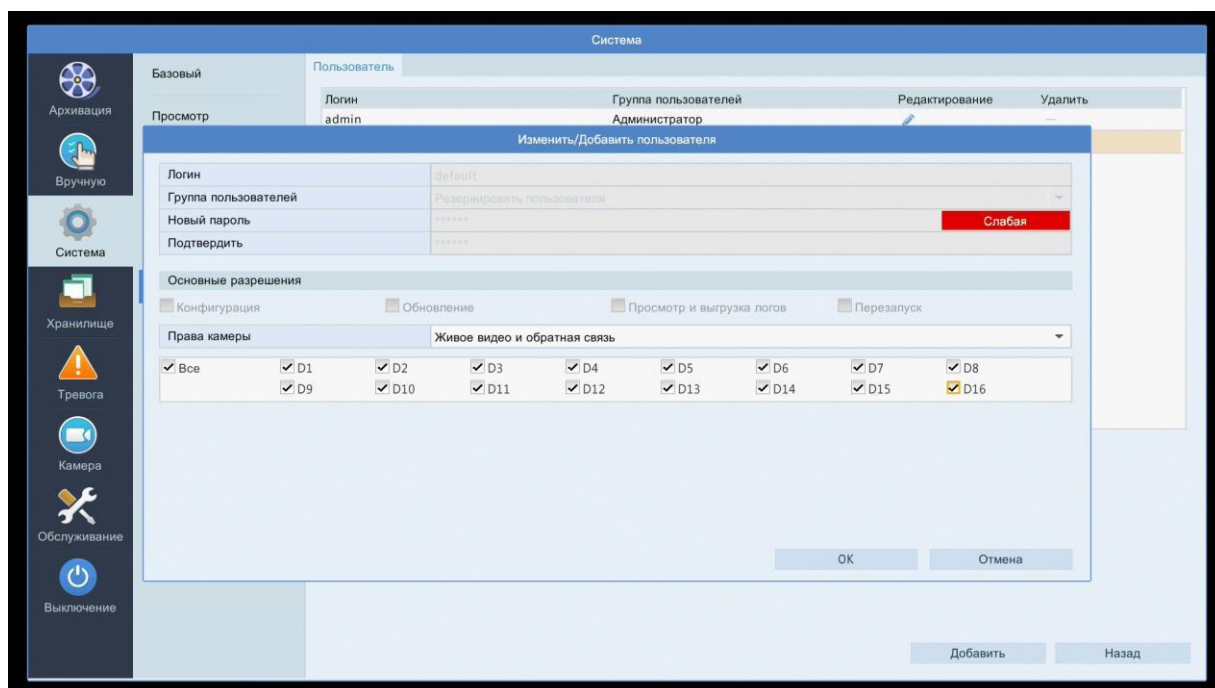 Система
Архивация
Вручную
Система
Хранилище
Тревога
Камера
Обслуживание
Выключение
Базовый
Просмотр
Пользователь
Логин Группа пользователей Редактирование Удалить
admin Администратор
Изменить/Добавить пользователя
Логин default
Группа пользователей Резервировать пользователя
Новый пароль ****** Слабая
Подтвердить ******
Основные разрешения
Конфигурация Обновление Просмотр и выгрузка логов Перезапуск
Права камеры Живое видео и обратная связь
Все D1 D2 D3 D4 D5 D6 D7 D8
D9 D10 D11 D12 D13 D14 D15 D16
OK Отмена
Добавить Назад